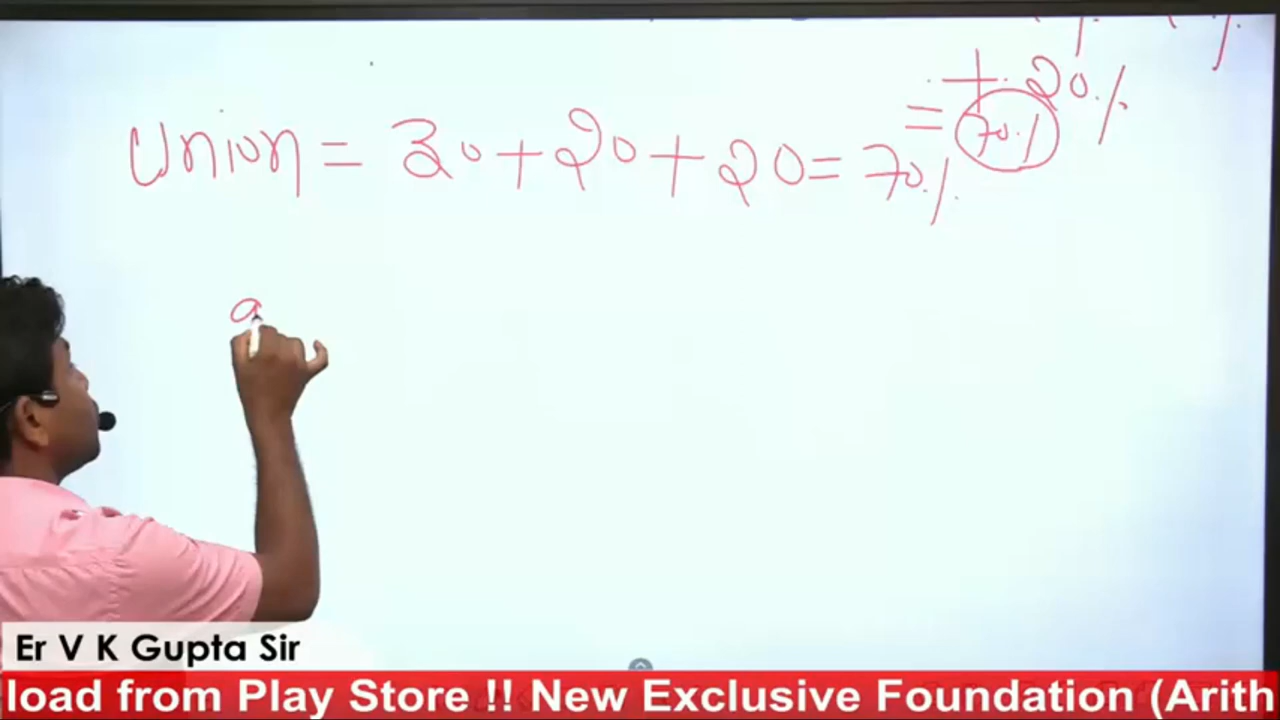 + 20%
= 70%
Union = 30 + 20 + 20 = 70%
a
Er V K Gupta Sir
load from Play Store !! New Exclusive Foundation (Arith